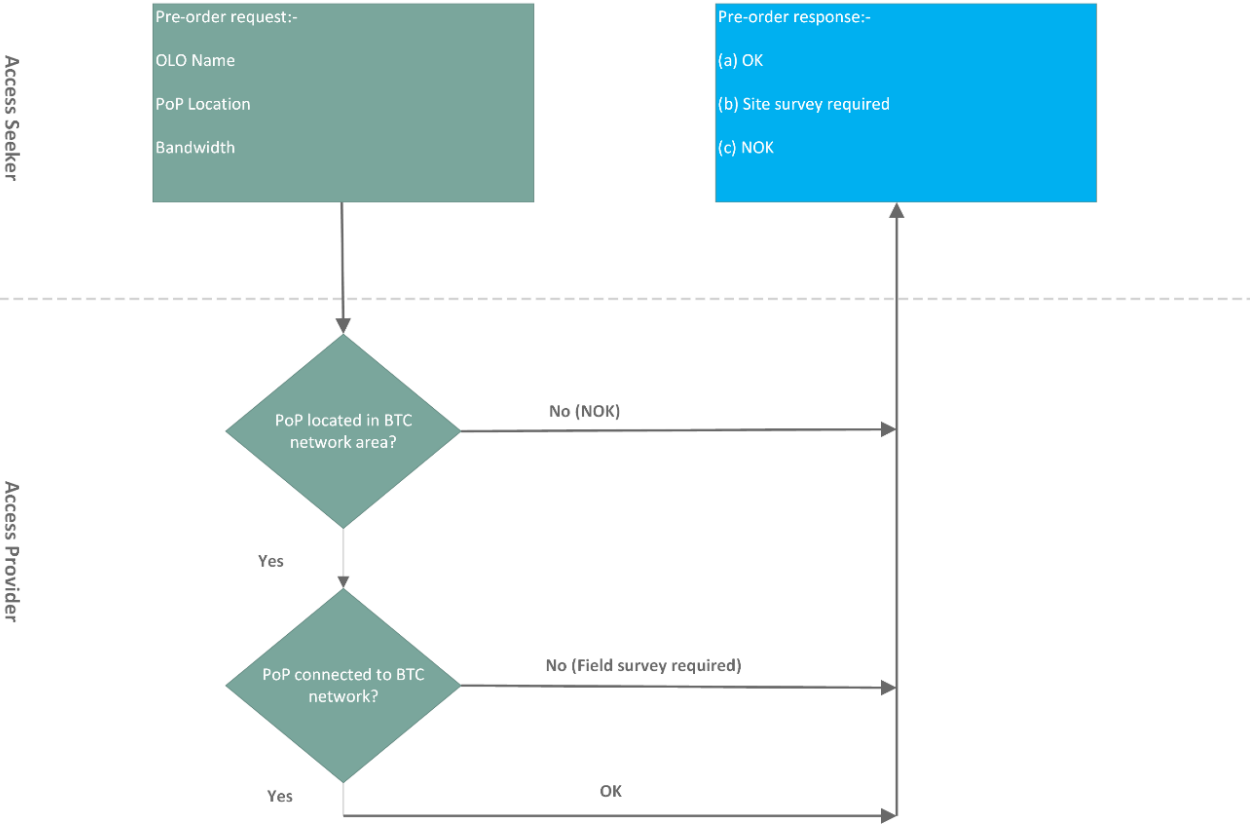 Access Seeker
Pre-order request:-
OLO Name
PoP Location
Bandwidth
Pre-order response:-
(a) OK
(b) Site survey required
(c) NOK
Access Provider
PoP located in BTC
network area?
No (NOK)
Yes
PoP connected to BTC
network?
No (Field survey required)
Yes
OK